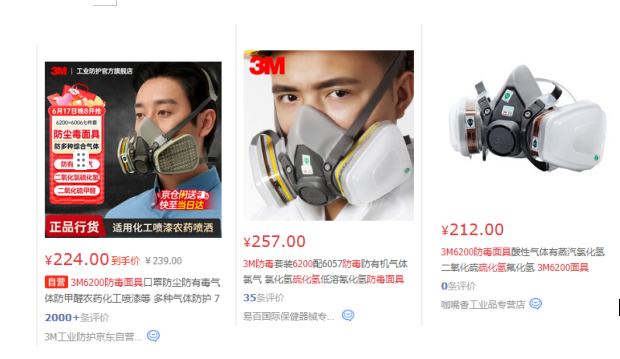 3M 工业防护官方旗舰店
6月17日晚8开抢
6200+6006七件套
防尘毒面具
防多种综合气体
二氧化氮硫化氢
二氧化硫甲醛
京仓闪送
快至当日达
正品行货 适用化工喷漆农药喷洒
¥224.00 到手价 ¥239.00
自营 3M6200防毒面具口罩防尘防有毒气
体防甲醛农药化工喷漆等 多种气体防护 7
2000+条评价
3M工业防护京东自营...
3M
¥257.00
3M防毒套装6200配6057防毒防有机气体
氯气 氯化氢硫化氢低溶氰化氢防毒面具
35条评价
易百国际保健器械专...
¥212.00
3M6200防毒面具酸性气体有蒸汽氯化氢
二氧化硫硫化氢氟化氢 3M6200面具
0条评价
咖嘴香工业品专营店